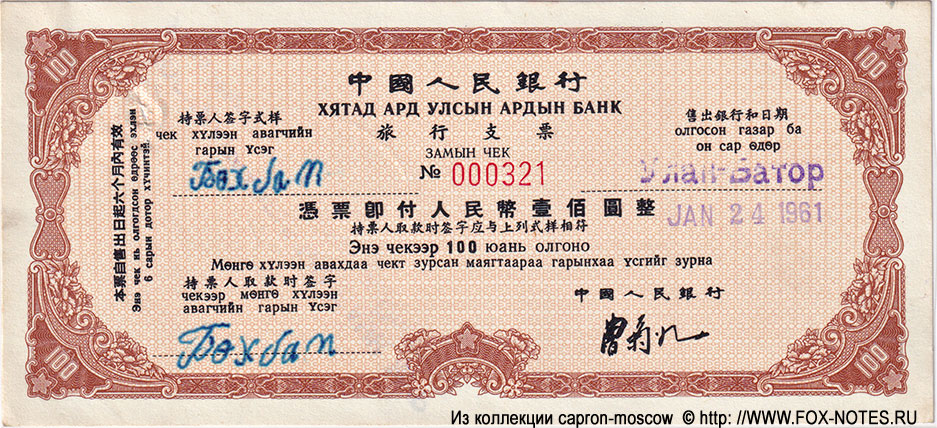 100
100
中國人民銀行
ХЯТАД АРД УЛСЫН АРДЫН БАНК
旅行支票
ЗАМЫН ЧЕК
№ 000321
持票人签字式样
чек хүлээн авагчийн
гарын Үсэг
售出銀行和日期
олгосон газар ба
он сар өдөр
Улан-Батор
JAN 24 1961
本票自售出日起六个月內有效
Энэ чек нь олгогдсон өдрөөс эхлэн
6 сарын дотор хүчинтэй.
憑票卽付人民幣壹佰圓整
持票人取款时签字应与上列式样相符
Энэ чекээр 100 юань олгоно
Мөнгө хүлээн авахдаа чект зурсан маягтаараа гарынхаа үсгийг зурна
持票人取款时签字
чекээр мөнгө хүлээн
авагчийн гарын Үсэг
中國人民銀行
100
100
Из коллекции capron-moscow © http: //WWW.FOX-NOTES.RU